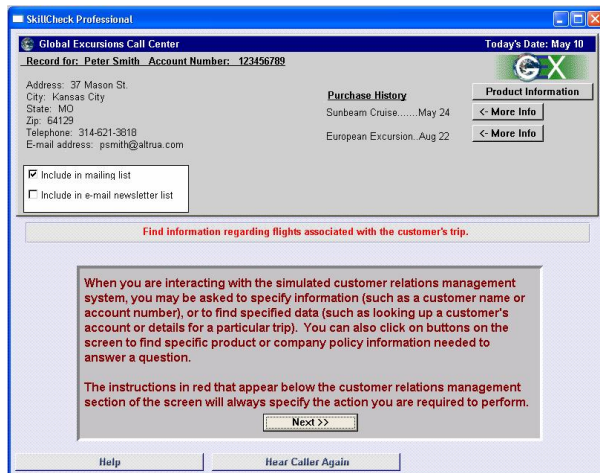 SkillCheck Professional
Global Excursions Call Center Today's Date: May 10
Record for: Peter Smith Account Number: 123456789
GEX
Address: 37 Mason St.
City: Kansas City
State: MO
Zip: 64129
Telephone: 314-621-3818
E-mail address: psmith@altrua.com
Purchase History Product Information
Sunbeam Cruise.......May 24 <- More Info
European Excursion..Aug 22 <- More Info
Include in mailing list
Include in e-mail newsletter list
Find information regarding flights associated with the customer's trip.
When you are interacting with the simulated customer relations management
system, you may be asked to specify information (such as a customer name or
account number), or to find specified data (such as looking up a customer's
account or details for a particular trip). You can also click on buttons on the
screen to find specific product or company policy information needed to
answer a question.
The instructions in red that appear below the customer relations management
section of the screen will always specify the action you are required to perform.
Next >>
Help Hear Caller Again